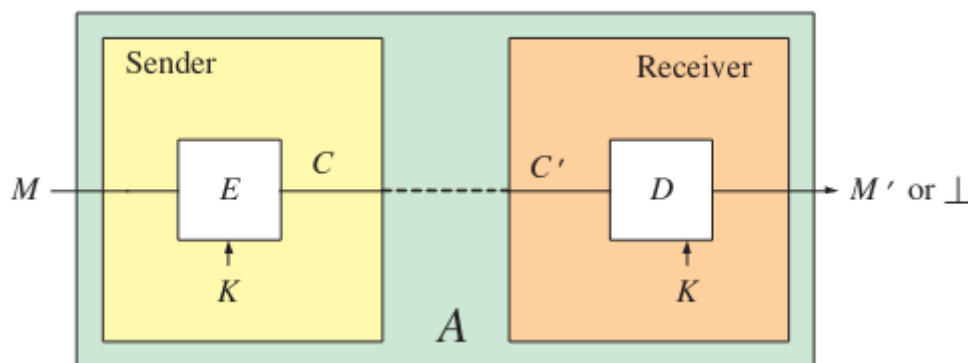 Sender
Receiver
M E C C' D M' or ⊥
K K
A